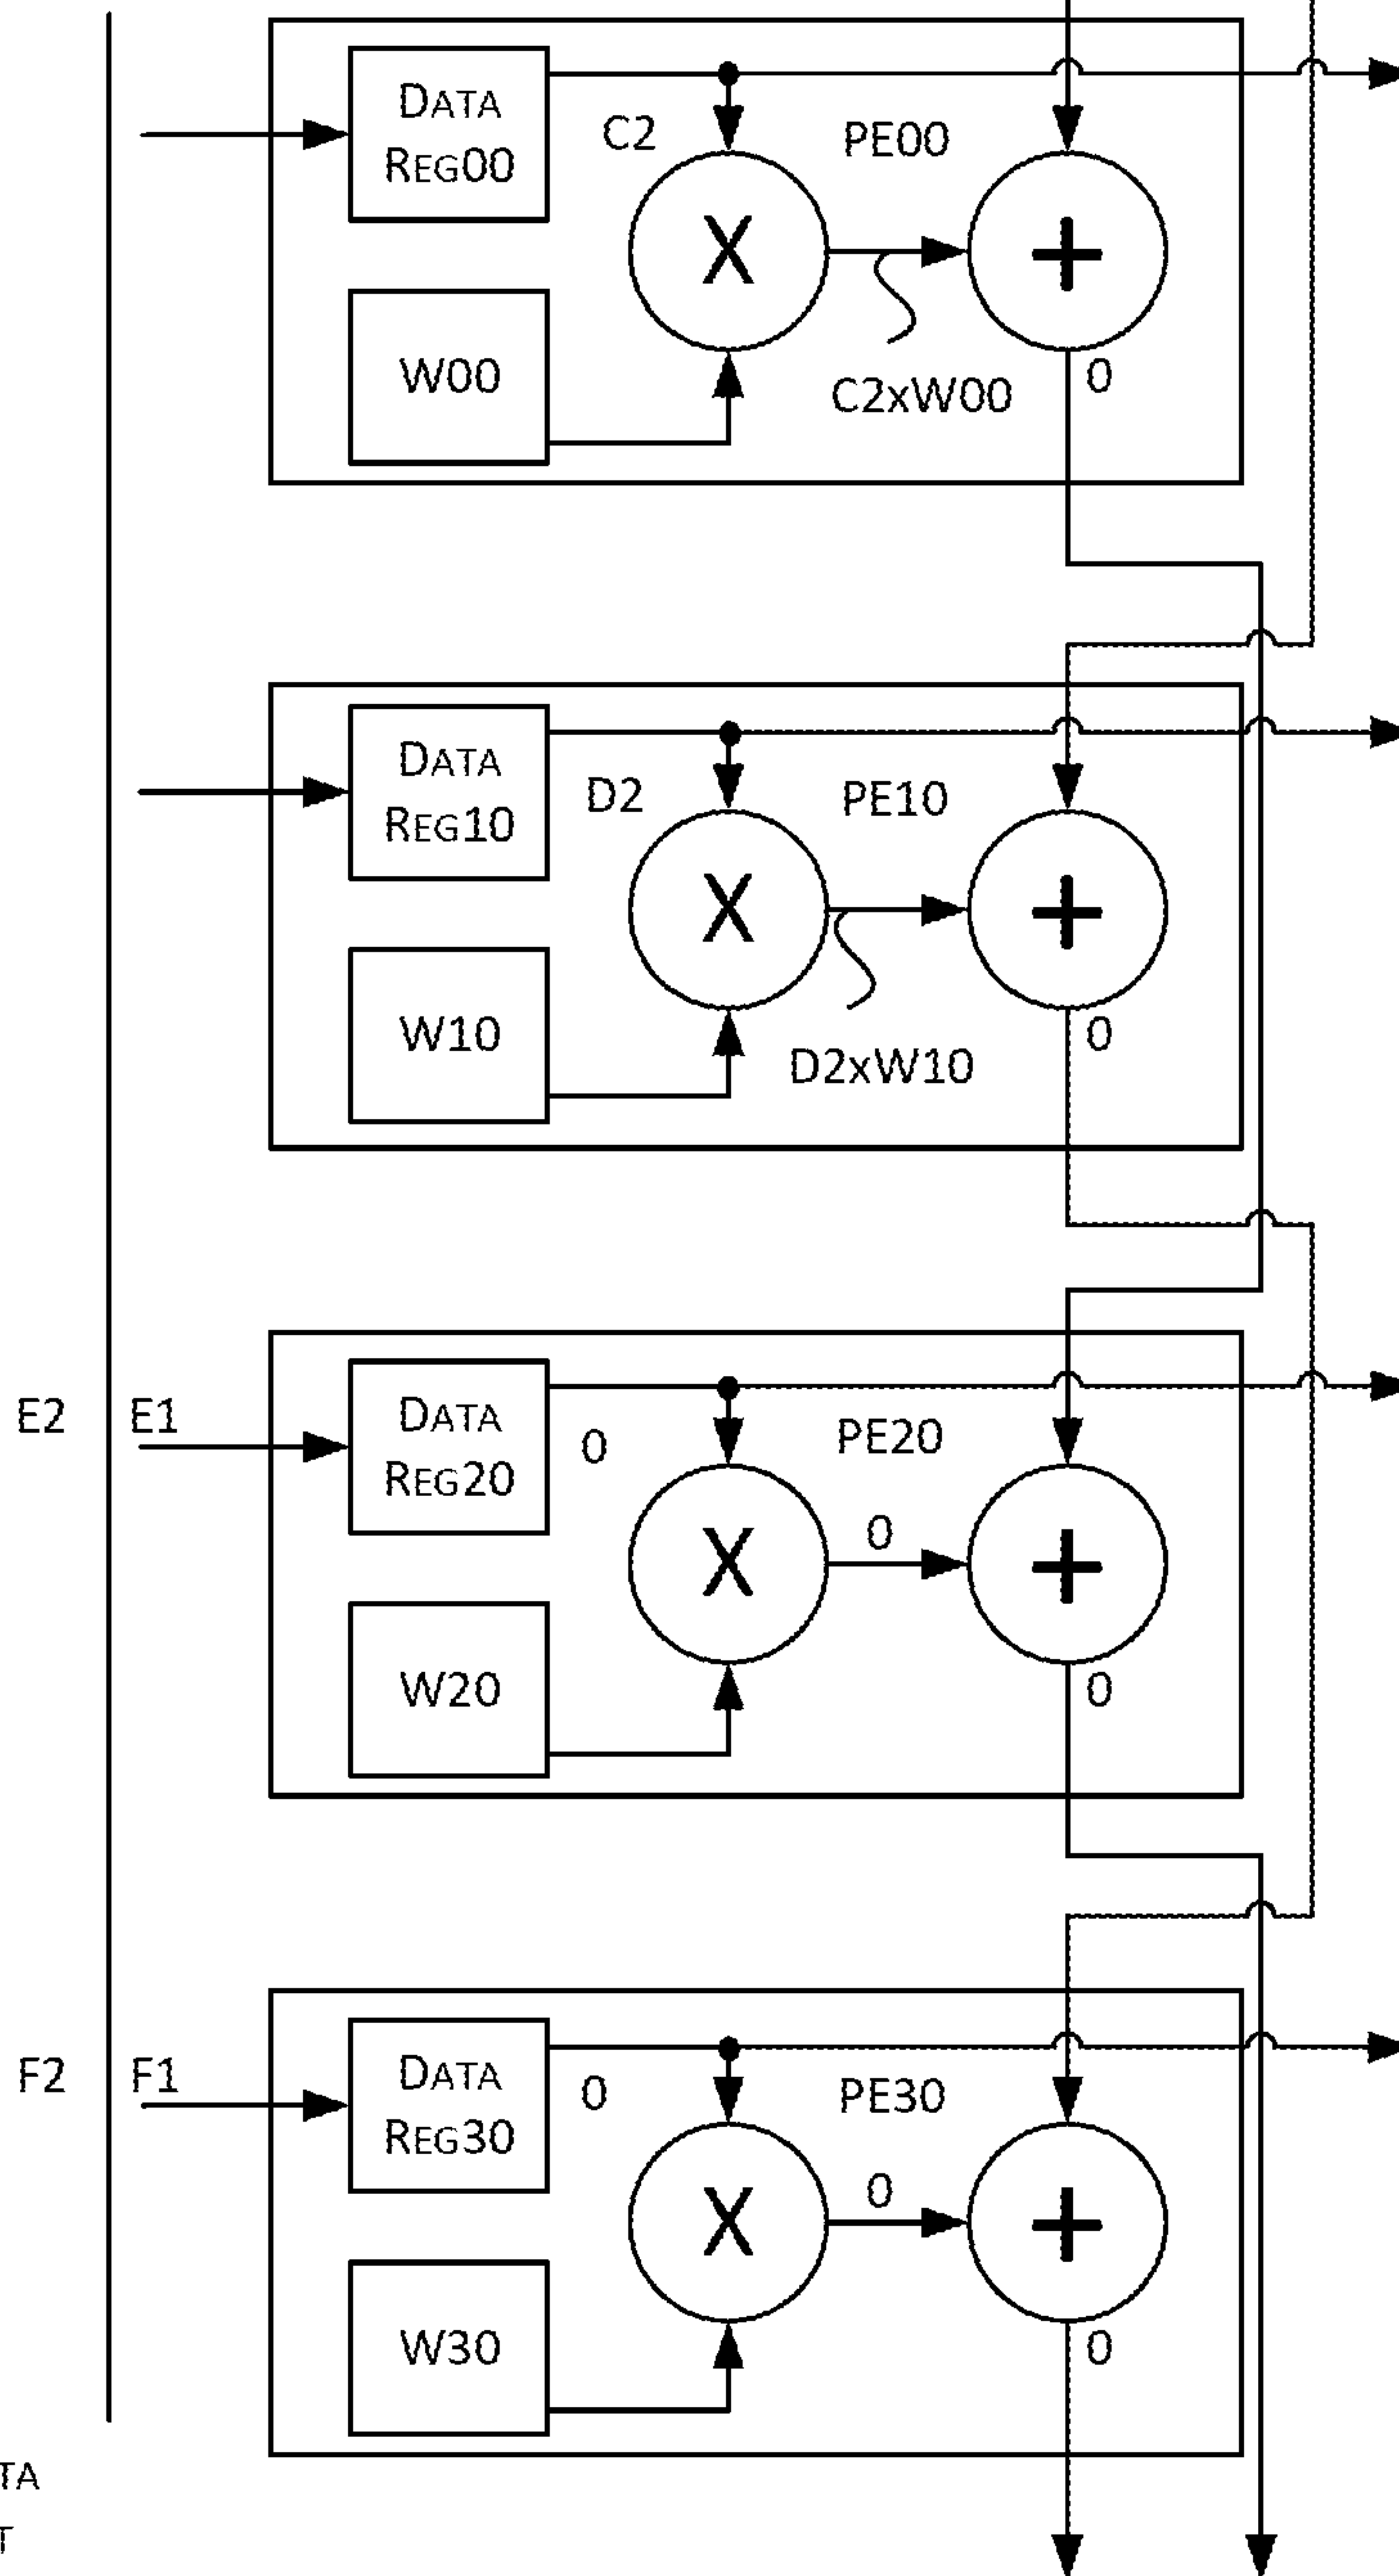 DATA
REG00
C2
PE00
X
+
W00
C2xW00
0
DATA
REG10
D2
PE10
X
+
W10
D2xW10
0
E2
E1
DATA
REG20
0
PE20
X
0
+
W20
0
F2
F1
DATA
REG30
0
PE30
X
0
+
W30
0
TA
T